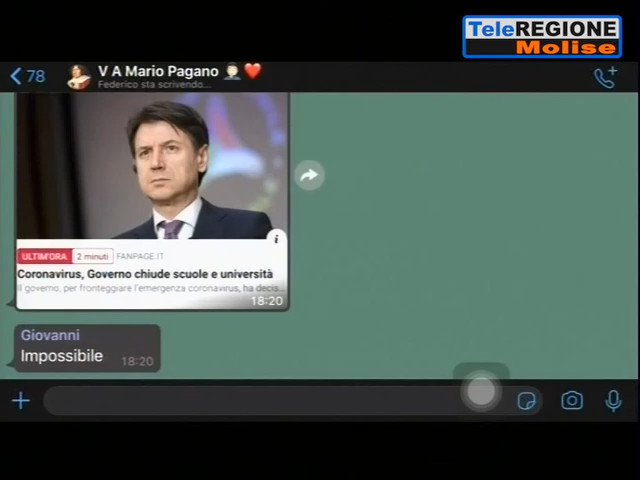 TeleREGIONE
Molise
78
V A Mario Pagano
Federico sta scrivendo...
i
ULTIM'ORA 2 minuti FANPAGE.IT
Coronavirus, Governo chiude scuole e università
Il governo, per fronteggiare l'emergenza coronavirus, ha decis...
18:20
Giovanni
Impossibile 18:20